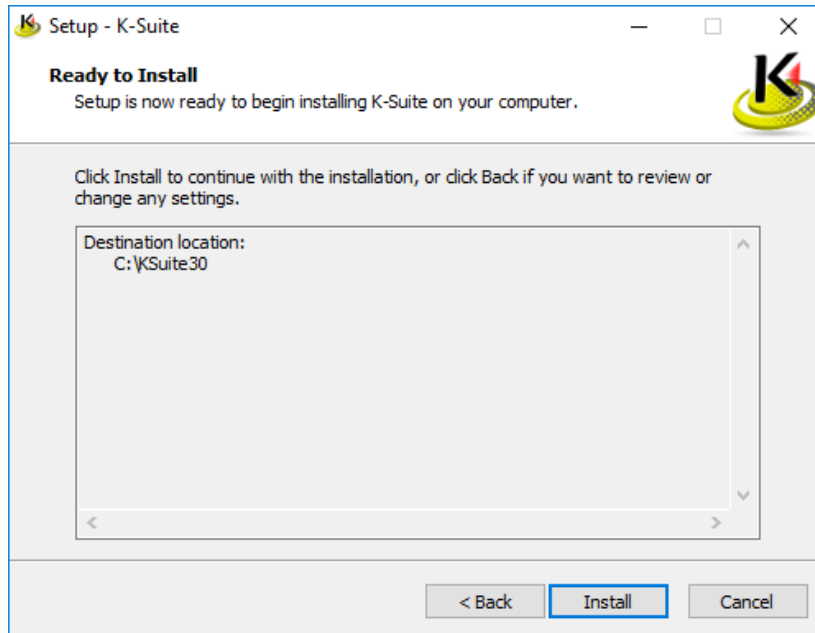 Setup - K-Suite
Ready to Install
Setup is now ready to begin installing K-Suite on your computer.
K
Click Install to continue with the installation, or click Back if you want to review or
change any settings.
Destination location:
C:\KSuite30
< Back
Install
Cancel